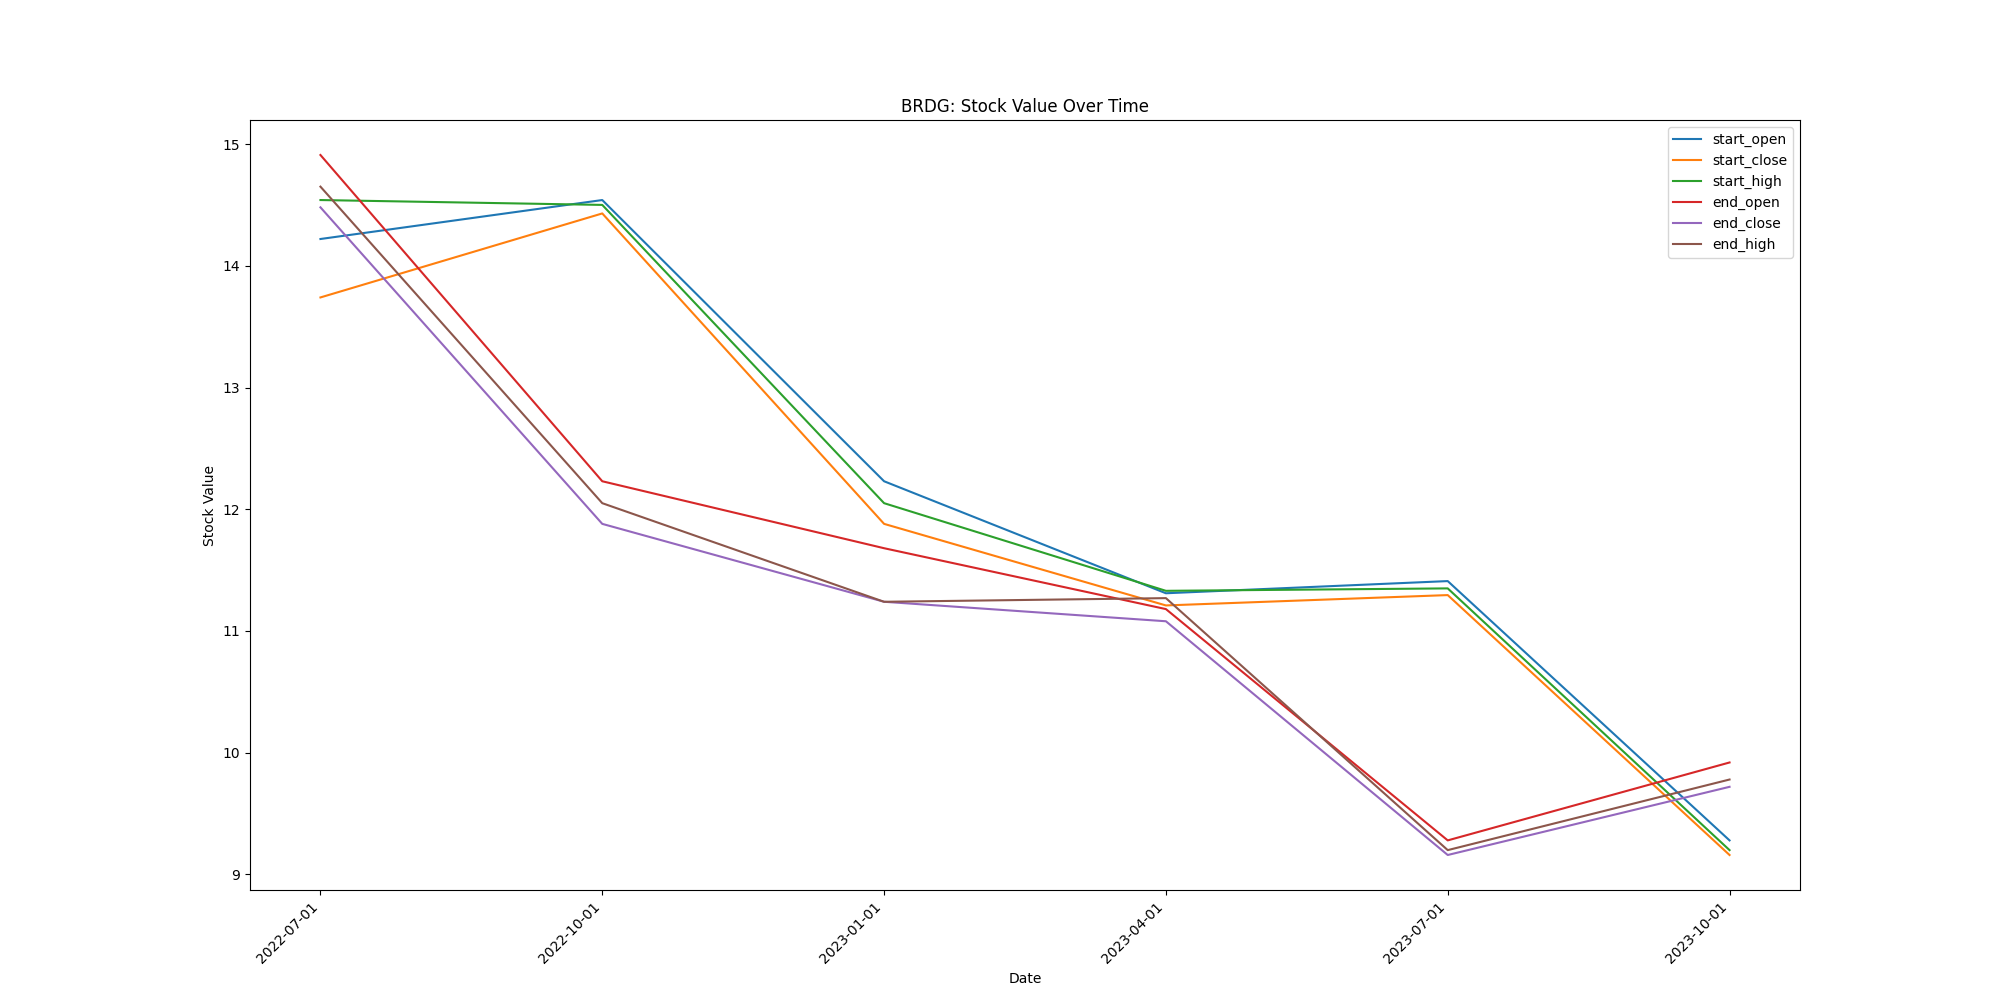 BRDG: Stock Value Over Time
start_open
start_close
start_high
end_open
end_close
end_high
15
14
13
12
11
10
9
Stock Value
2022-07-01
2022-10-01
2023-01-01
2023-04-01
2023-07-01
2023-10-01
Date